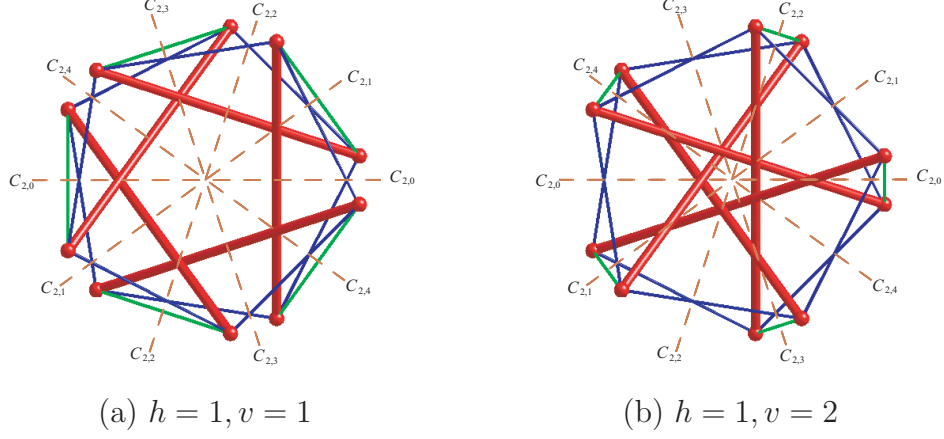 C2,3 C2,2 C2,3 C2,2
C2,4 C2,1 C2,4 C2,1
C2,0 C2,0 C2,0 C2,0
C2,1 C2,4 C2,1 C2,4
C2,2 C2,3 C2,2 C2,3
(a) h = 1, v = 1 (b) h = 1, v = 2